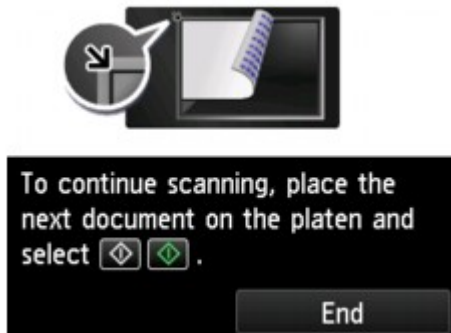 To continue scanning, place the
next document on the platen and
select .
End